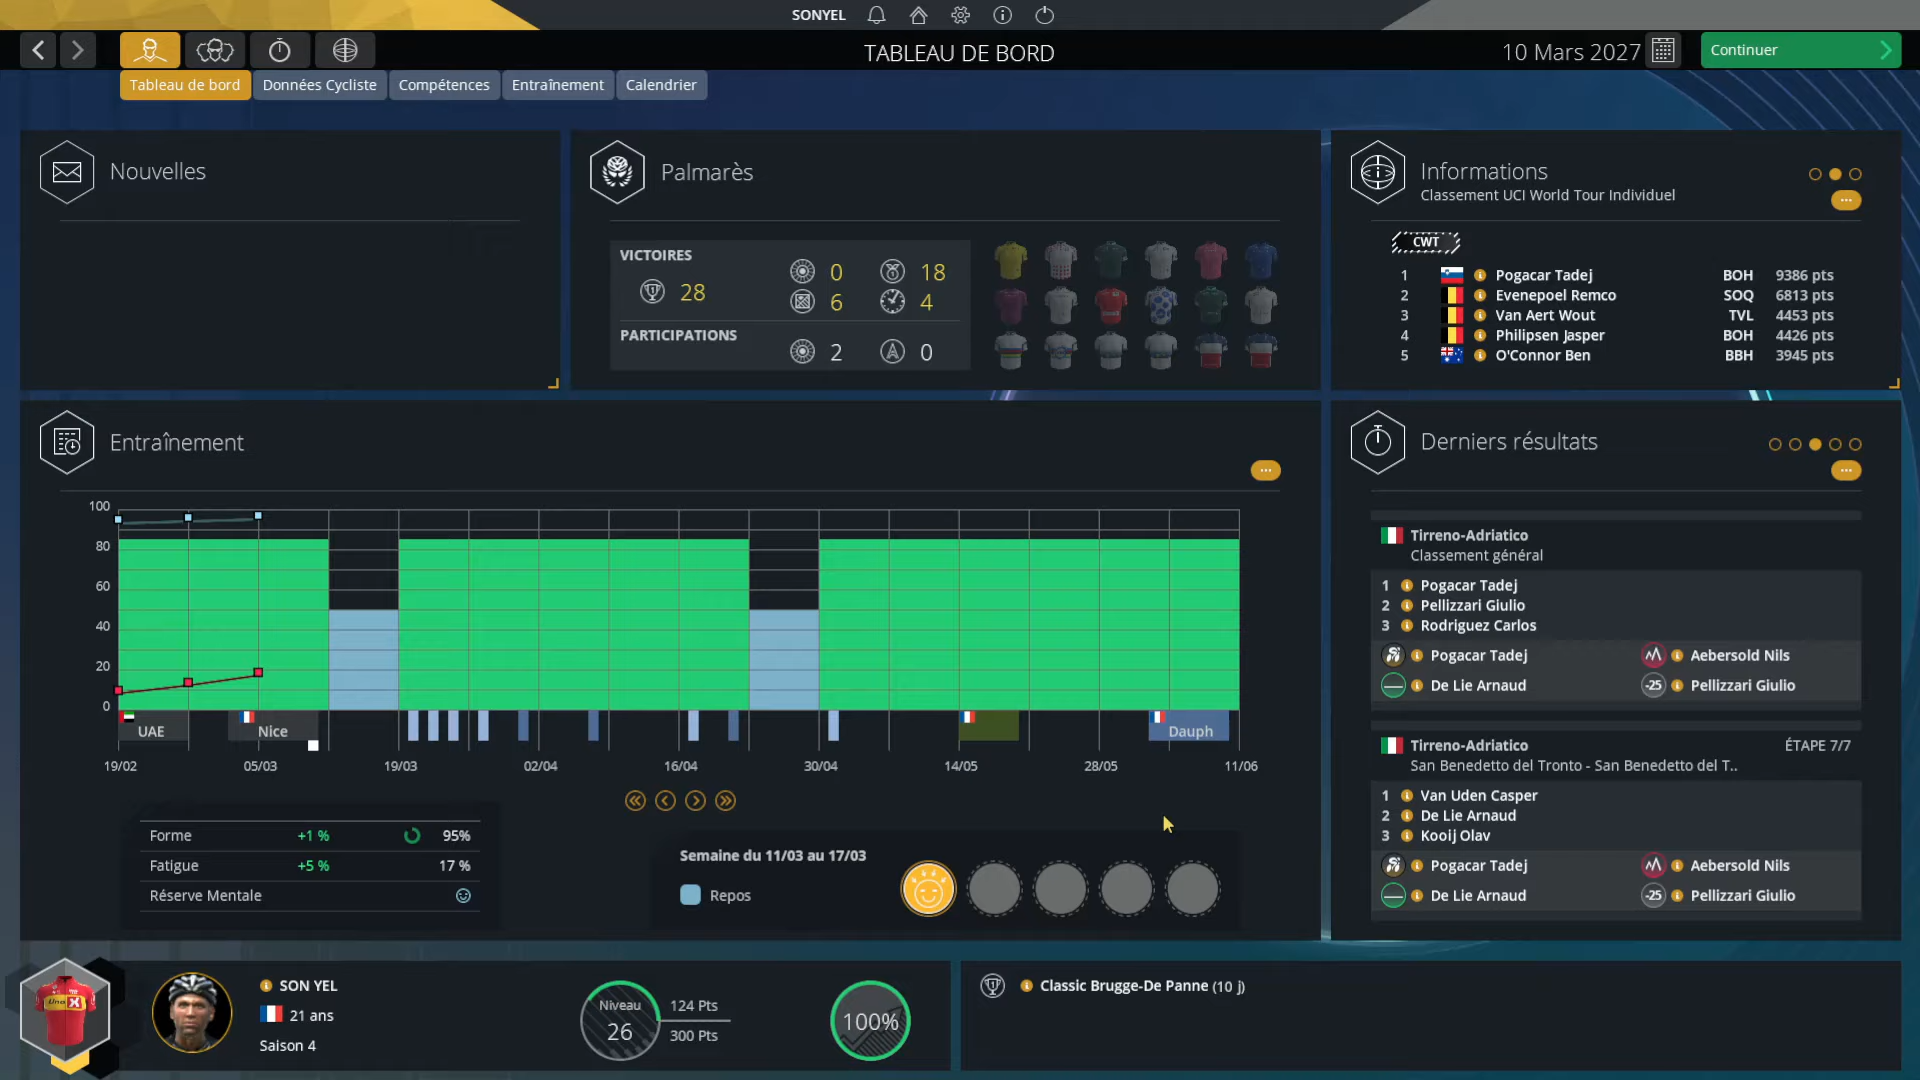 SONYEL
TABLEAU DE BORD
10 Mars 2027
Continuer
Tableau de bord
Données Cycliste
Compétences
Entraînement
Calendrier
Nouvelles
Palmarès
VICTOIRES
28
0
18
6
4
PARTICIPATIONS
2
0
Informations
Classement UCI World Tour Individuel
CWT
1 Pogacar Tadej BOH 9386 pts
2 Evenepoel Remco SOQ 6813 pts
3 Van Aert Wout TVL 4453 pts
4 Philipsen Jasper BOH 4426 pts
5 O'Connor Ben BBH 3945 pts
Entraînement
100
80
60
40
20
0
UAE
Nice
Dauph
19/02 05/03 19/03 02/04 16/04 30/04 14/05 28/05 11/06
Forme +1 % 95%
Fatigue +5 % 17 %
Réserve Mentale
Semaine du 11/03 au 17/03
Repos
Derniers résultats
Tirreno-Adriatico
Classement général
1 Pogacar Tadej
2 Pellizzari Giulio
3 Rodriguez Carlos
Pogacar Tadej
Aebersold Nils
De Lie Arnaud
-25 Pellizzari Giulio
Tirreno-Adriatico ÉTAPE 7/7
San Benedetto del Tronto - San Benedetto del T..
1 Van Uden Casper
2 De Lie Arnaud
3 Kooij Olav
Pogacar Tadej
Aebersold Nils
De Lie Arnaud
-25 Pellizzari Giulio
Uno X
SON YEL
21 ans
Saison 4
Niveau
26
124 Pts
300 Pts
100%
Classic Brugge-De Panne (10 j)